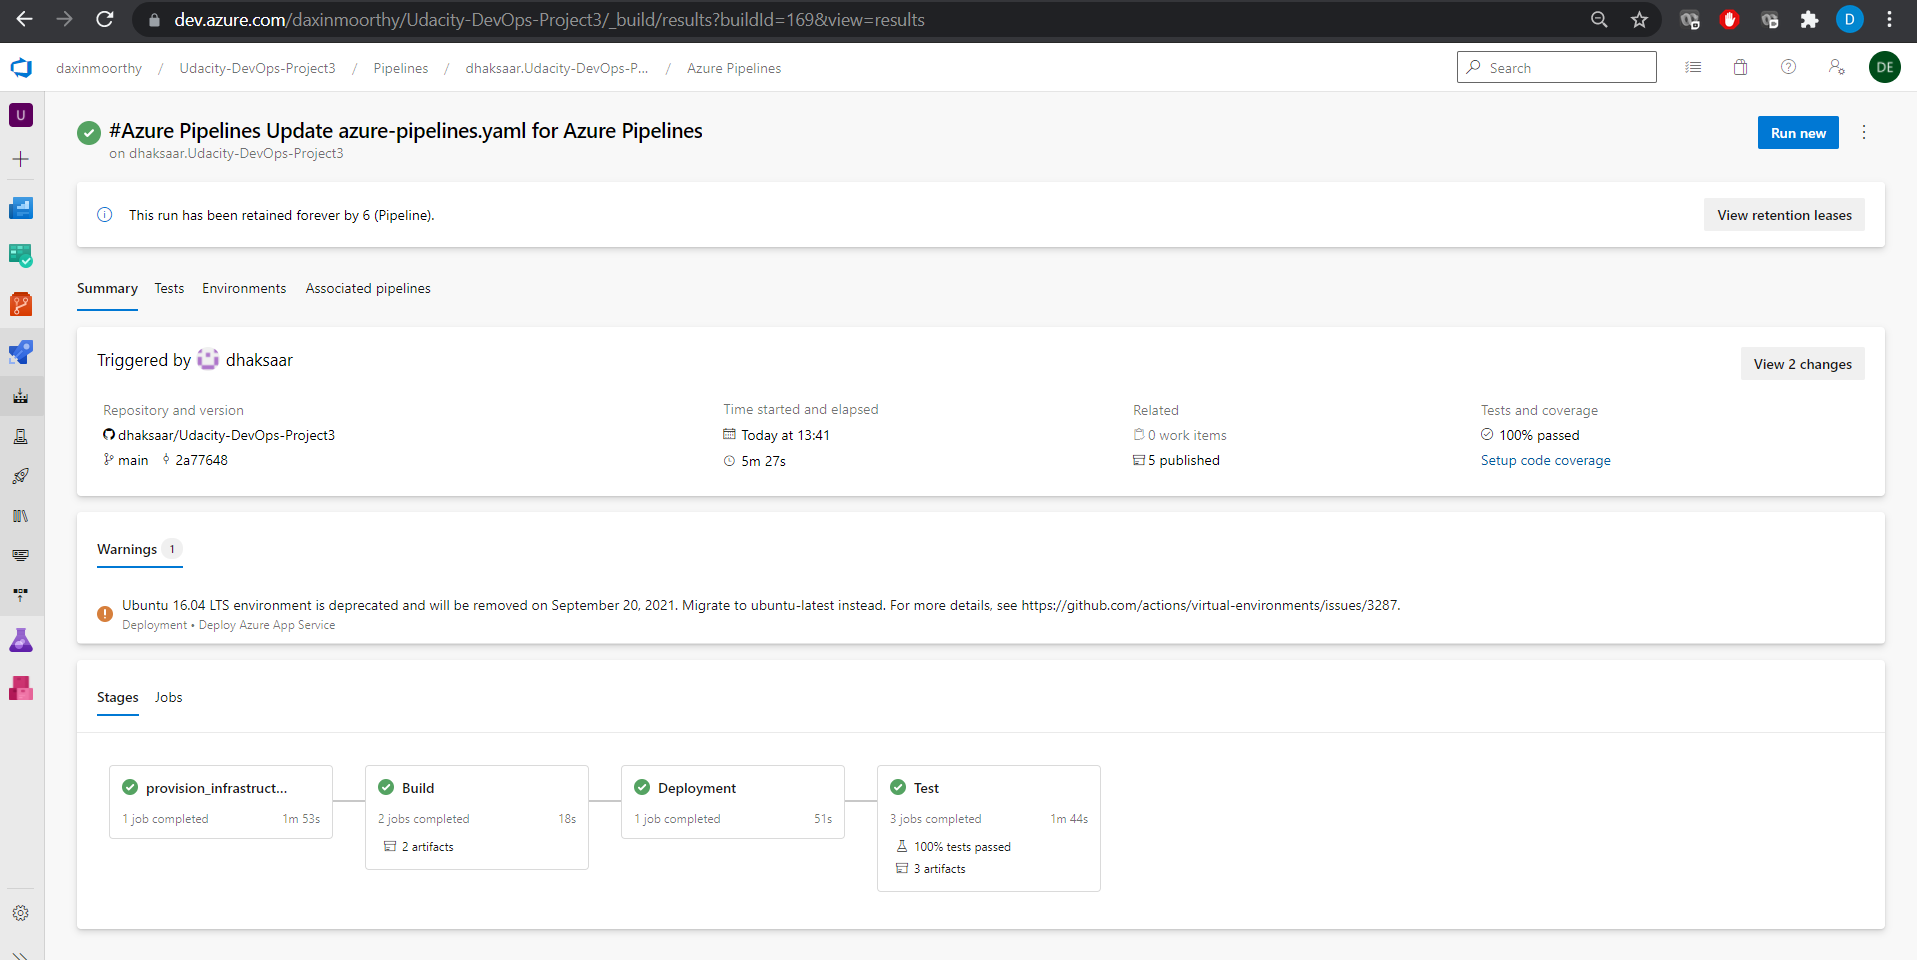 dev.azure.com/daxinmoorthy/Udacity-DevOps-Project3/_build/results?buildId=169&view=results
D
daxinmoorthy / Udacity-DevOps-Project3 / Pipelines / dhaksaar.Udacity-DevOps-P... / Azure Pipelines
Search
DE
U
#Azure Pipelines Update azure-pipelines.yaml for Azure Pipelines
on dhaksaar.Udacity-DevOps-Project3
Run new
This run has been retained forever by 6 (Pipeline).
View retention leases
Summary Tests Environments Associated pipelines
Triggered by dhaksaar
View 2 changes
Repository and version
dhaksaar/Udacity-DevOps-Project3
main 2a77648
Time started and elapsed
Today at 13:41
5m 27s
Related
0 work items
5 published
Tests and coverage
100% passed
Setup code coverage
Warnings 1
Ubuntu 16.04 LTS environment is deprecated and will be removed on September 20, 2021. Migrate to ubuntu-latest instead. For more details, see https://github.com/actions/virtual-environments/issues/3287.
Deployment • Deploy Azure App Service
Stages Jobs
provision_infrastruct...
1 job completed 1m 53s
Build
2 jobs completed 18s
2 artifacts
Deployment
1 job completed 51s
Test
3 jobs completed 1m 44s
100% tests passed
3 artifacts